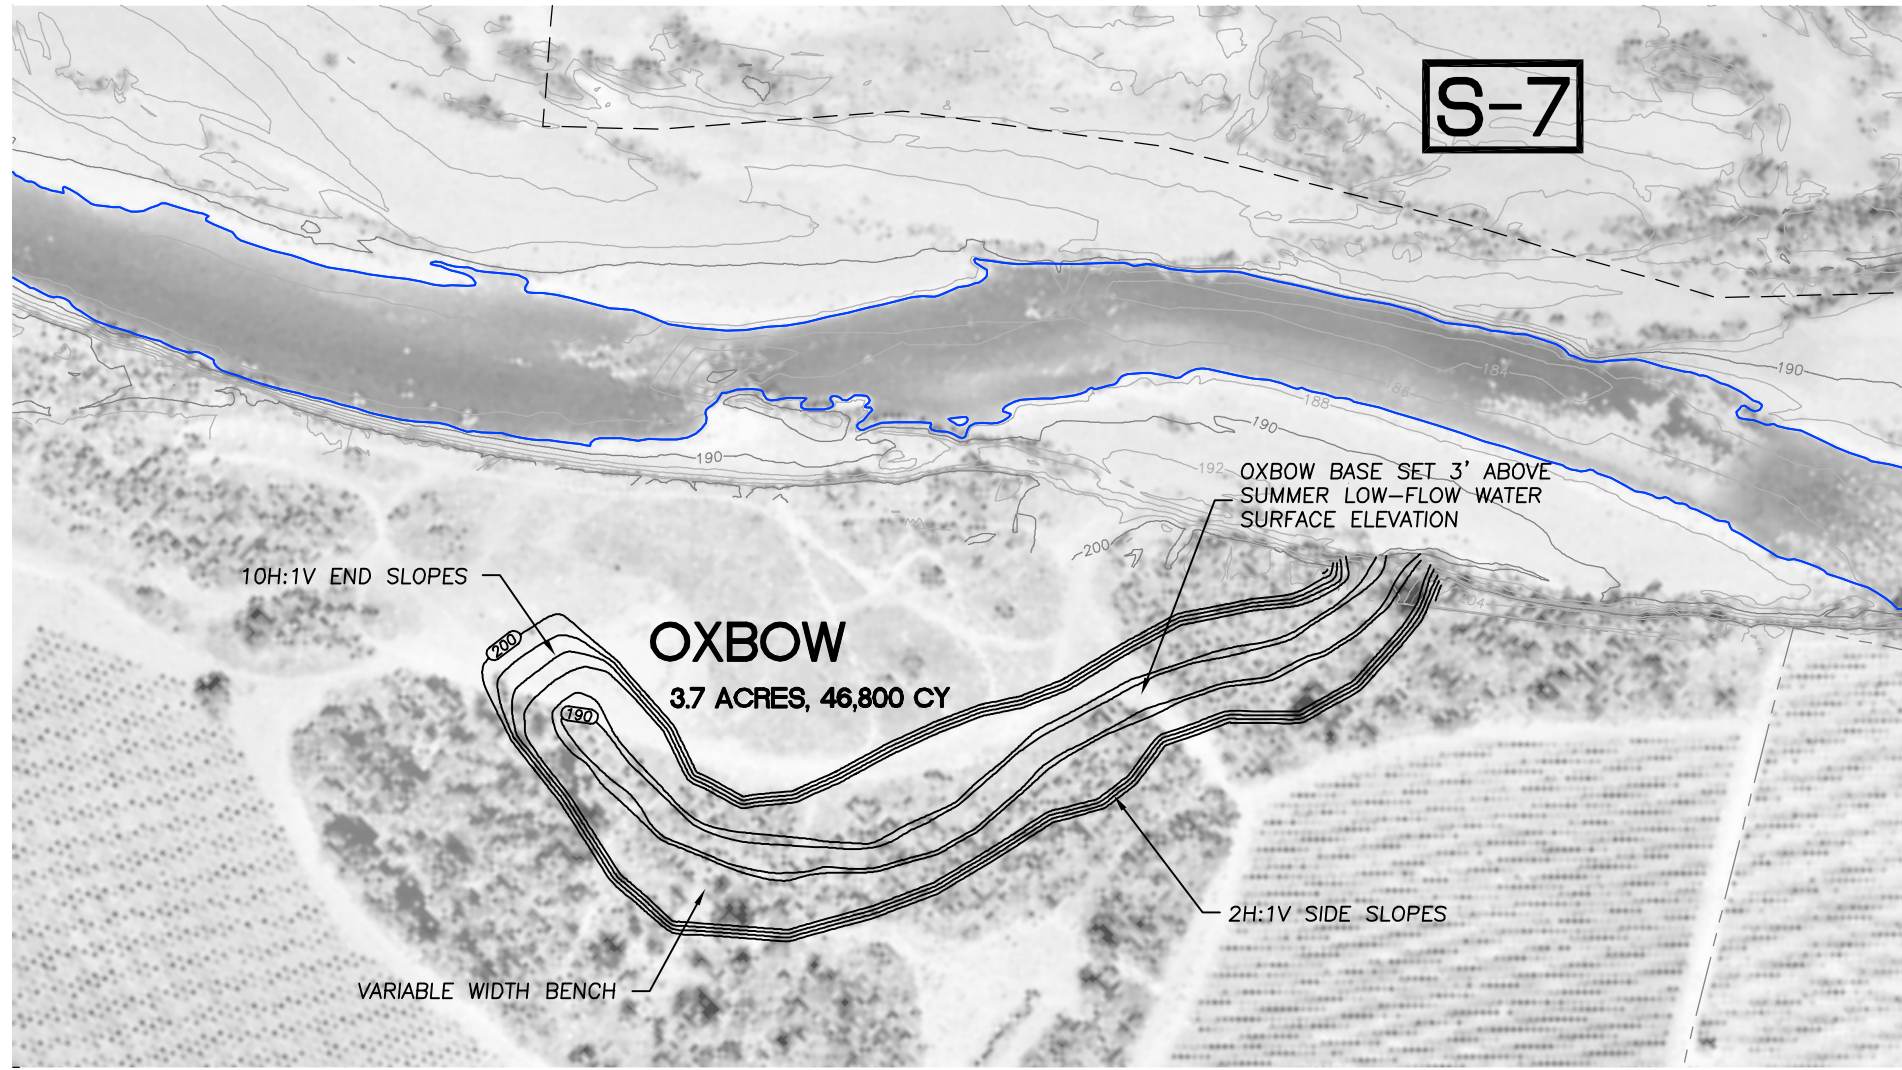 S-7
184
190
186
188
190
190
192
OXBOW BASE SET 3' ABOVE
SUMMER LOW-FLOW WATER
SURFACE ELEVATION
200
10H:1V END SLOPES
204
200
OXBOW
3.7 ACRES, 46,800 CY
190
2H:1V SIDE SLOPES
VARIABLE WIDTH BENCH